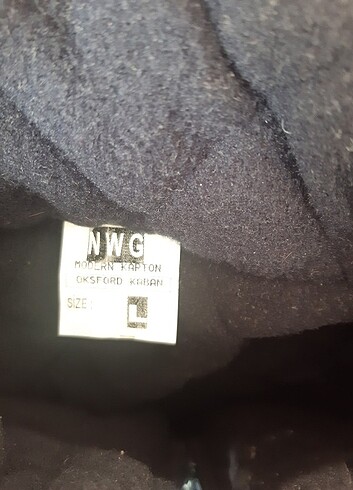 NWG
MODERN KAPTON
OKSFORD KABAN
SIZE:
L